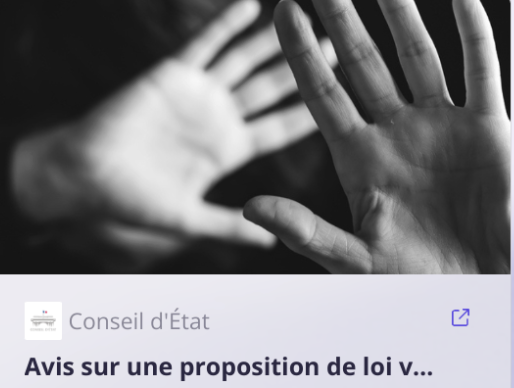 Conseil d'État
Avis sur une proposition de loi v...